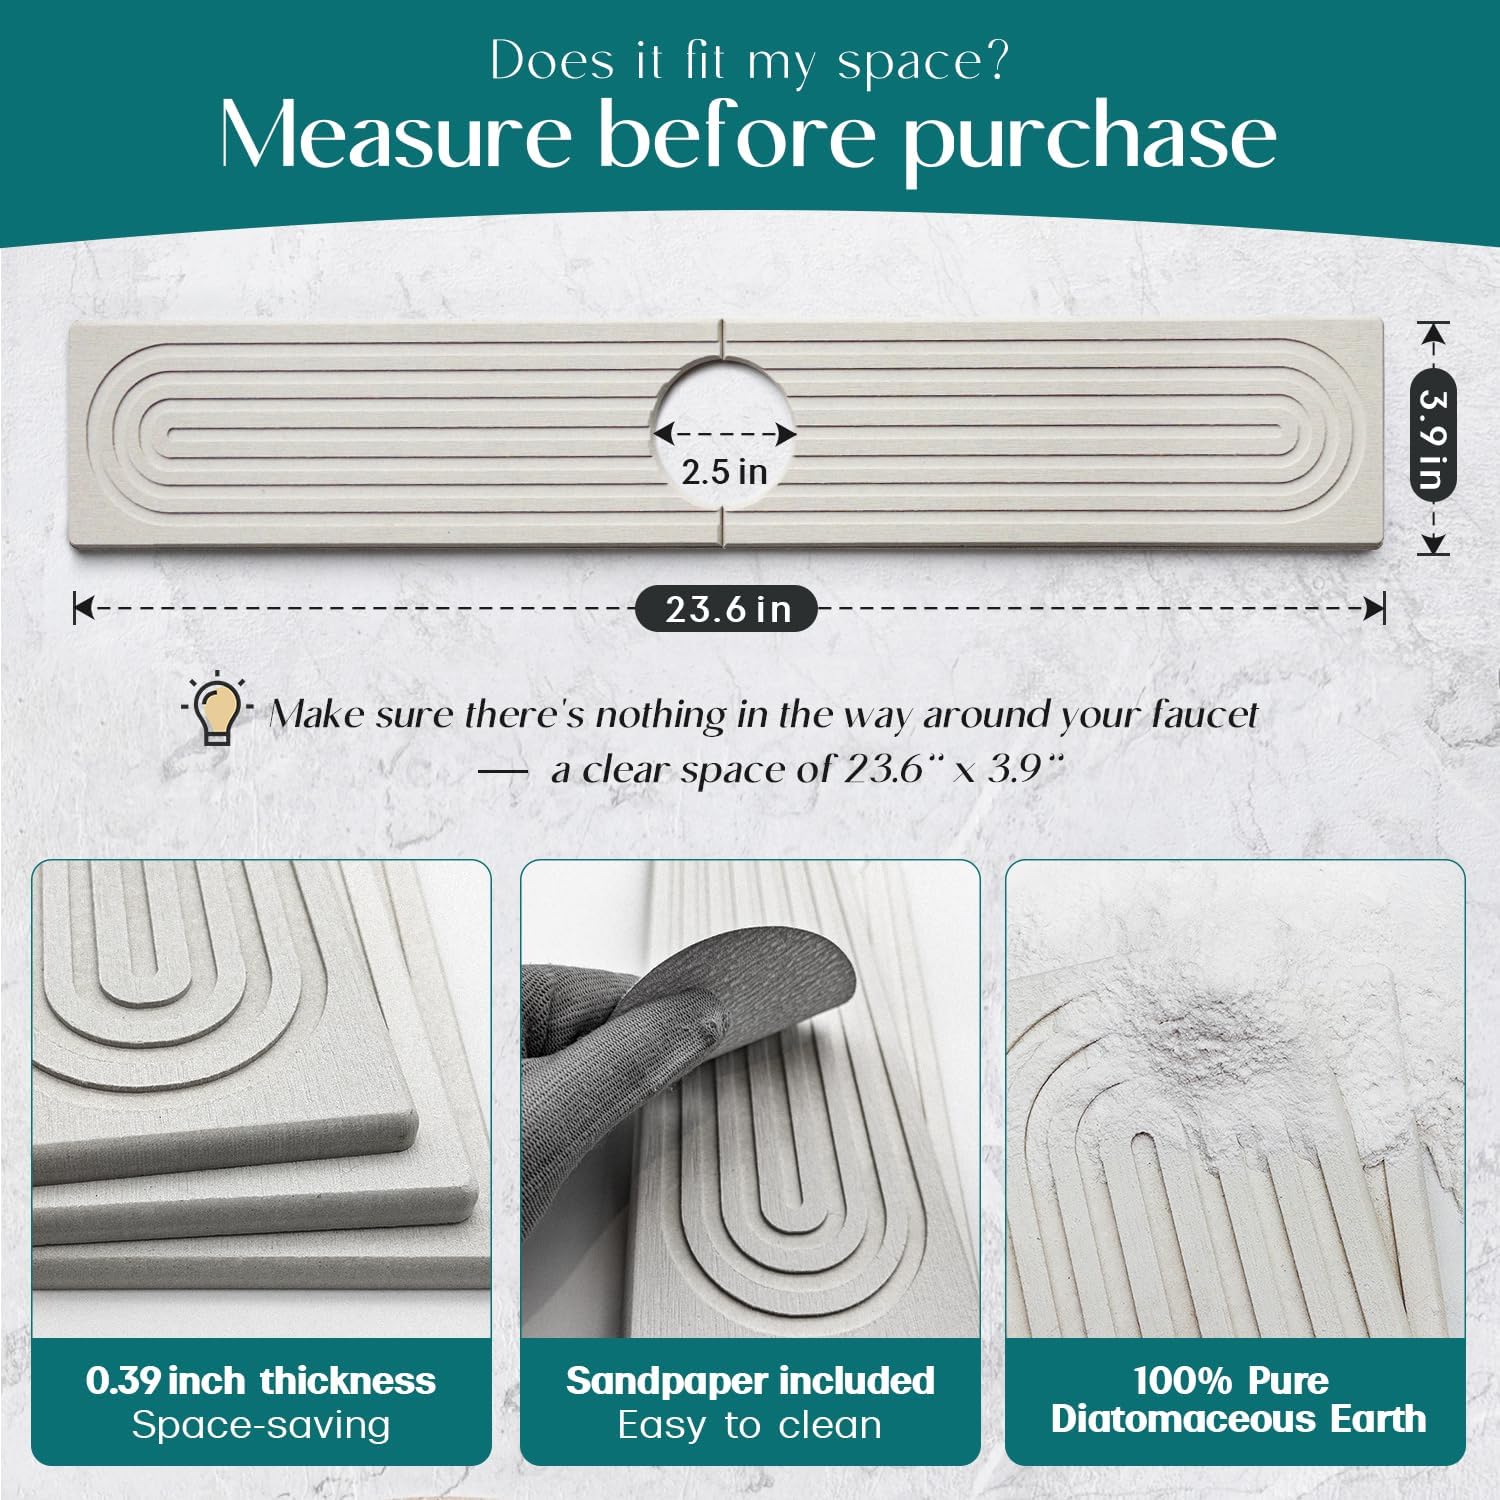 Does it fit my space?
Measure before purchase
2.5 in
3.9 in
23.6 in
Make sure there's nothing in the way around your faucet
— a clear space of 23.6“ x 3.9“
0.39 inch thickness
Space-saving
Sandpaper included
Easy to clean
100% Pure
Diatomaceous Earth